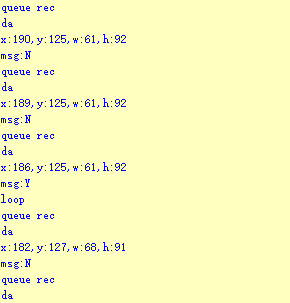 queue rec
da
x:190,y:125,w:61,h:92
msg:N
queue rec
da
x:189,y:125,w:61,h:92
msg:N
queue rec
da
x:186,y:125,w:61,h:92
msg:Y
loop
queue rec
da
x:182,y:127,w:68,h:91
msg:N
queue rec
da